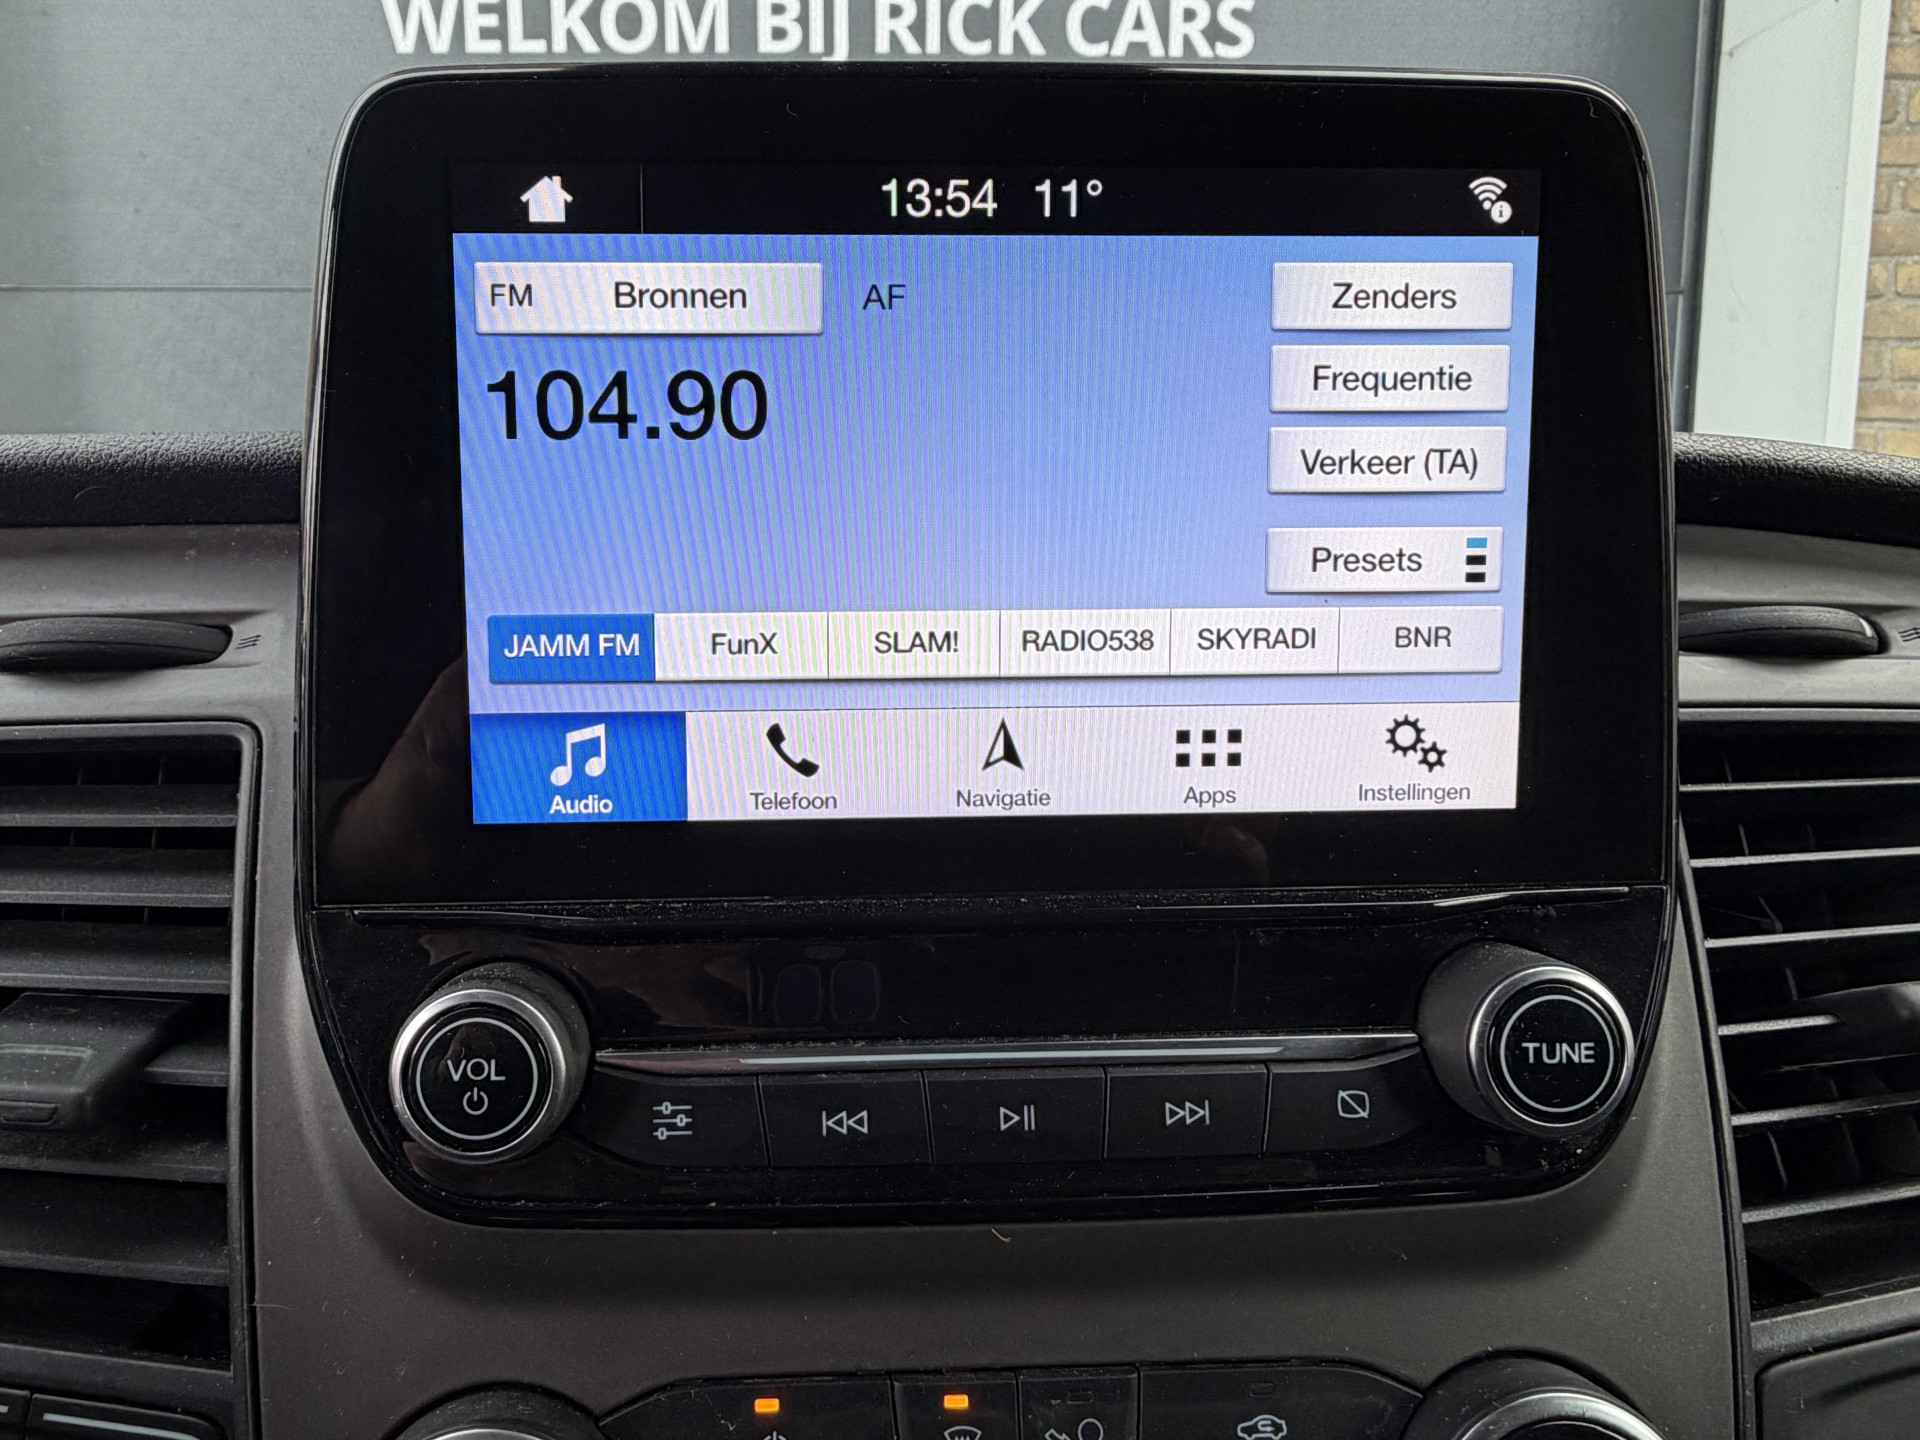 WELKOM BIJ RICK CARS
13:54 11°
FM Bronnen AF Zenders
104.90 Frequentie
Verkeer (TA)
Presets
JAMM FM FunX SLAM! RADIO538 SKYRADI BNR
Audio Telefoon Navigatie Apps Instellingen
VOL TUNE